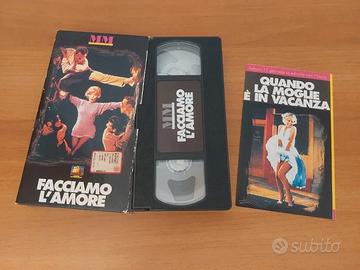 MM
FACCIAMO
L'AMORE
MM
FACCIAMO
L'AMORE
QUANDO
LA MOGLIE
È IN VACANZA
subito